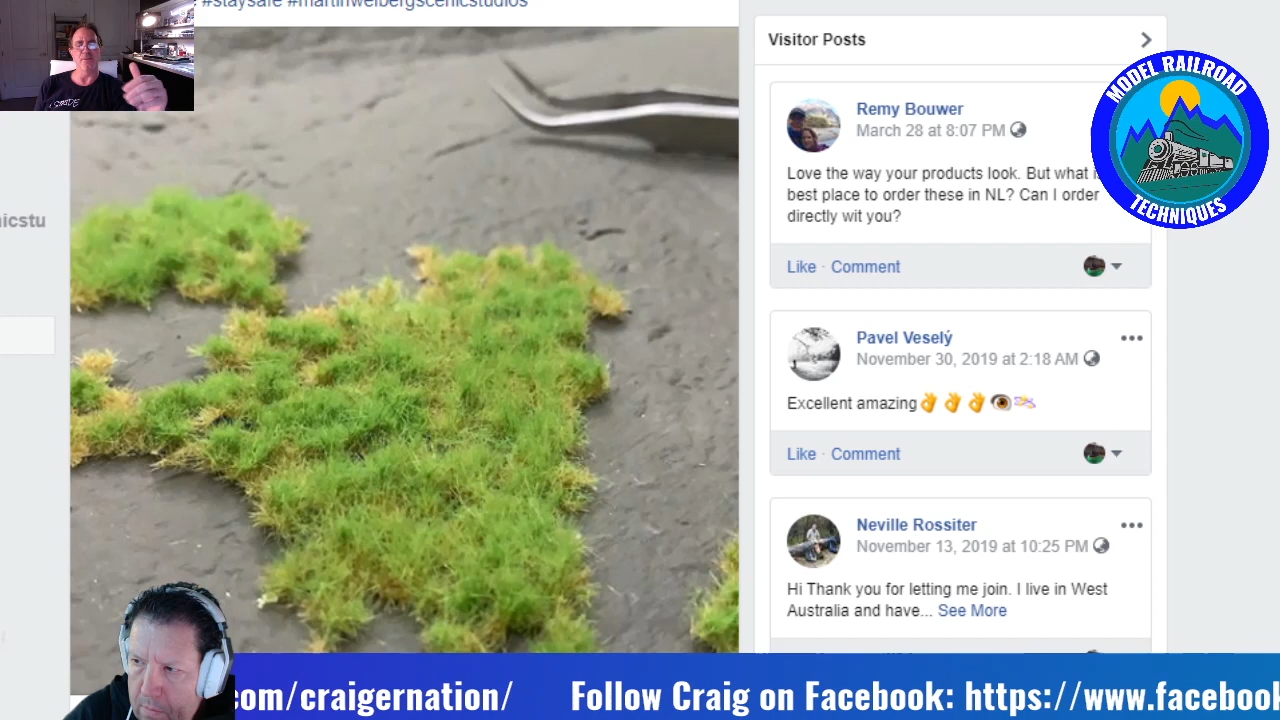 #staysafe #martinwelbergscenicstudios
Visitor Posts
MODEL RAILROAD
TECHNIQUES
Remy Bouwer
March 28 at 8:07 PM
Love the way your products look. But what
best place to order these in NL? Can I order
directly wit you?
Like · Comment
nicstu
Pavel Veselý
November 30, 2019 at 2:18 AM
Excellent amazing👌👌👌👁
Like · Comment
Neville Rossiter
November 13, 2019 at 10:25 PM
Hi Thank you for letting me join. I live in West
Australia and have... See More
com/craigernation/ Follow Craig on Facebook: https://www.facebook